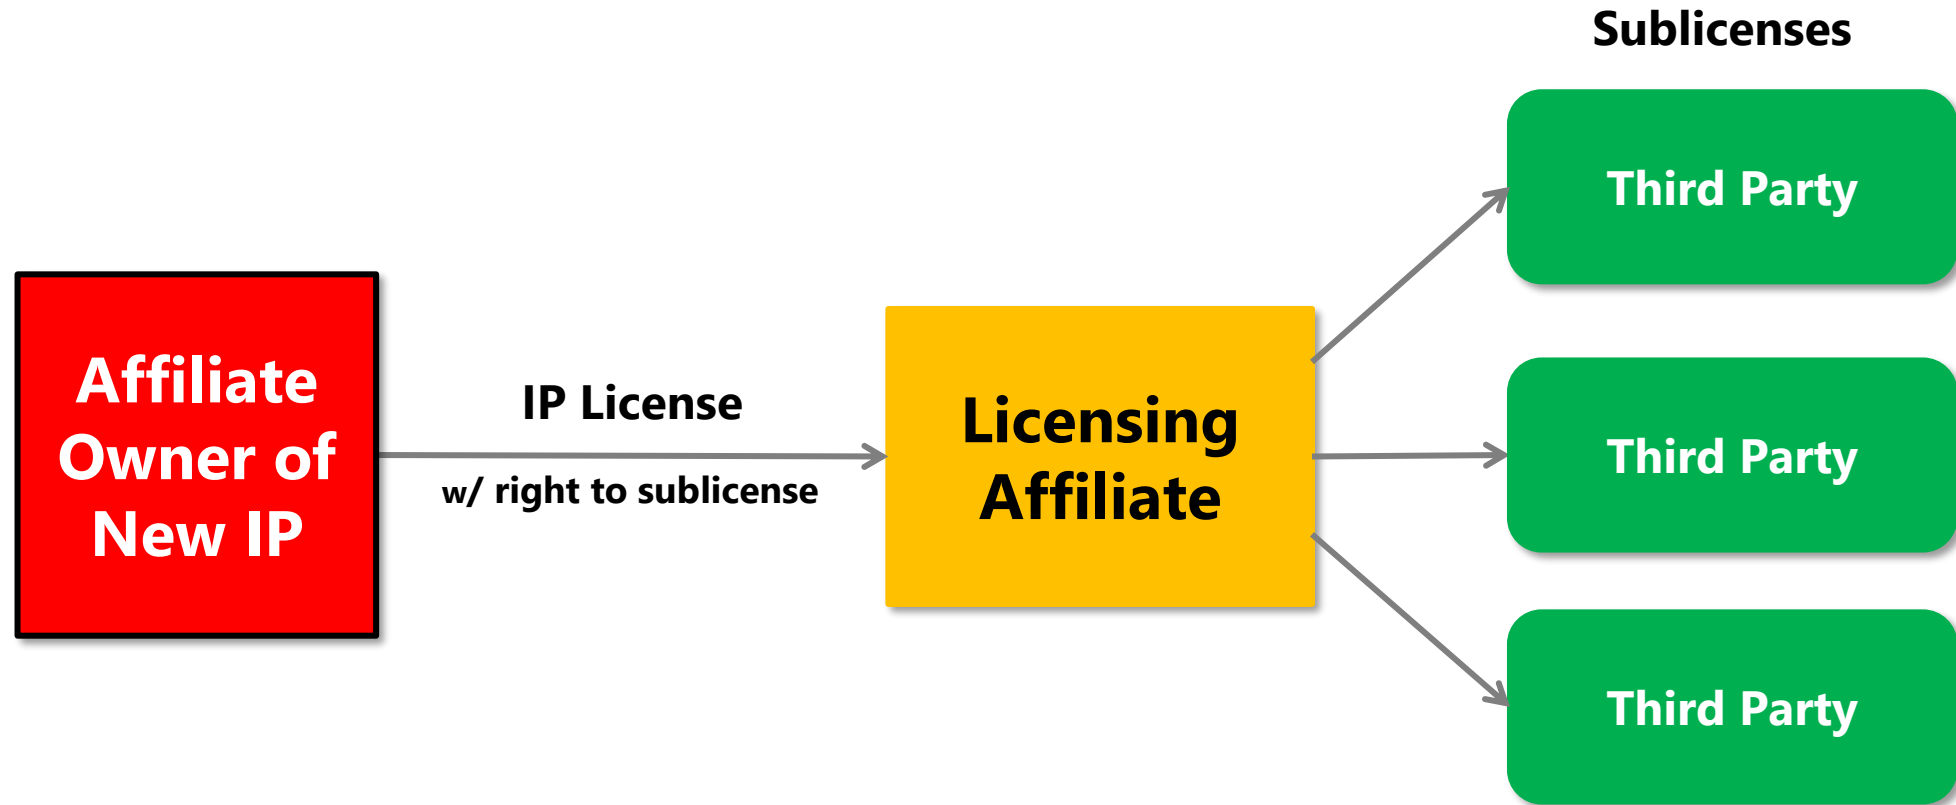 Sublicenses
Third Party
Affiliate
Owner of
New IP
IP License
w/ right to sublicense
Licensing
Affiliate
Third Party
Third Party